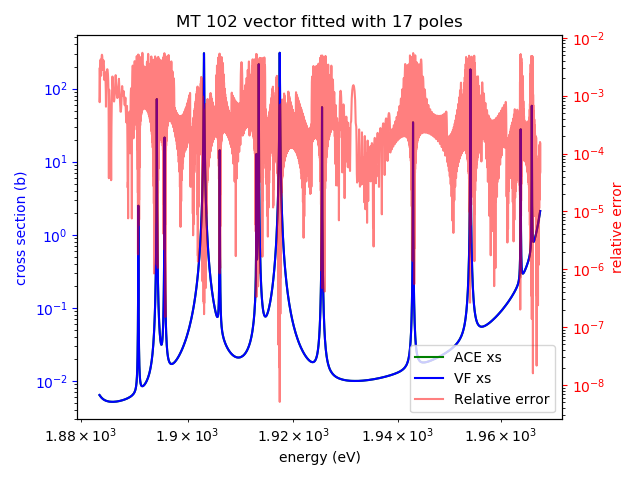 MT 102 vector fitted with 17 poles
cross section (b)
10² 10¹ 10⁰ 10⁻¹ 10⁻²
10⁻² 10⁻³ 10⁻⁴ 10⁻⁵ 10⁻⁶ 10⁻⁷ 10⁻⁸
relative error
ACE xs
VF xs
Relative error
1.88 × 10³ 1.9 × 10³ 1.92 × 10³ 1.94 × 10³ 1.96 × 10³
energy (eV)